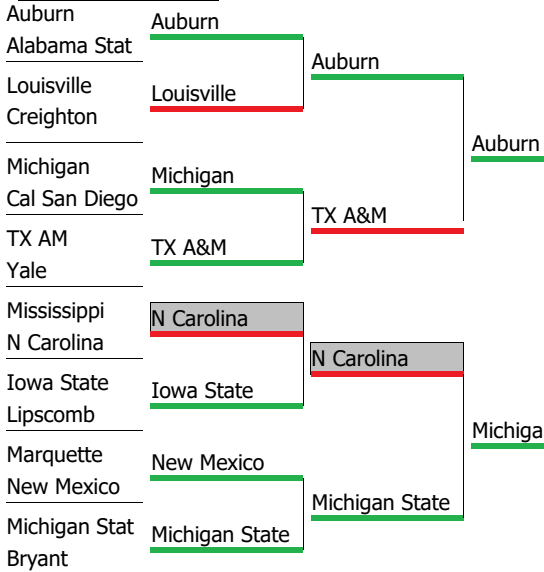 Auburn
Alabama Stat
Louisville
Creighton
Michigan
Cal San Diego
TX AM
Yale
Mississippi
N Carolina
Iowa State
Lipscomb
Marquette
New Mexico
Michigan Stat
Bryant
Auburn
Louisville
Michigan
TX A&M
N Carolina
Iowa State
New Mexico
Michigan State
Auburn
TX A&M
N Carolina
Michigan State
Auburn
Michiga